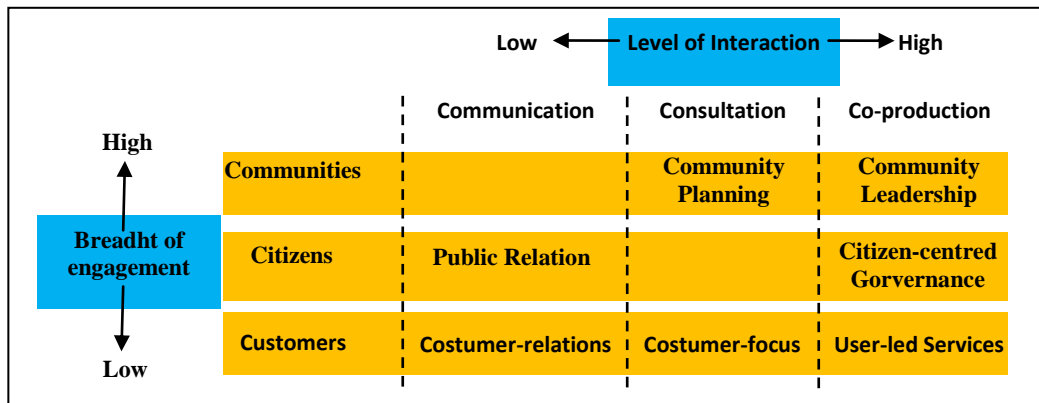 Low Level of Interaction High
Communication Consultation Co-production
High
Communities Community Planning Community Leadership
Breadht of engagement
Citizens Public Relation Citizen-centred Gorvernance
Customers Costumer-relations Costumer-focus User-led Services
Low